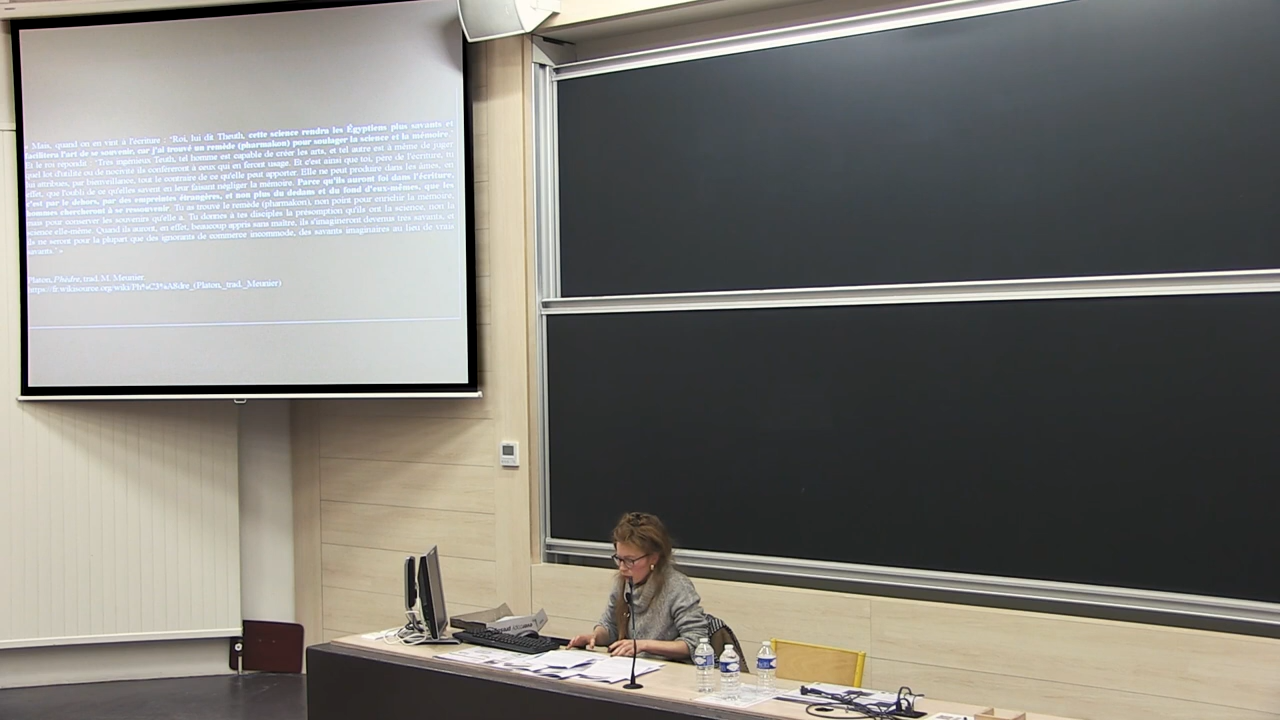 « Mais, quand on en vint à l'écriture : "Roi, lui dit Theuth, cette science rendra les Égyptiens plus savants et
facilitera l'art de se souvenir, car j'ai trouvé un remède (pharmakon) pour soulager la science et la mémoire."
Et le roi répondit : "Très ingénieux Teuth, tel homme est capable de créer les arts, et tel autre est à même de juger
quel lot d'utilité ou de nocivité ils conféreront à ceux qui en feront usage. Et c'est ainsi que toi, père de l'écriture, tu
lui attribues, par bienveillance, tout le contraire de ce qu'elle peut apporter. Elle ne peut produire dans les âmes, en
effet, que l'oubli de ce qu'elles savent en leur faisant négliger la mémoire. Parce qu'ils auront foi dans l'écriture,
c'est par le dehors, par des empreintes étrangères, et non plus du dedans et du fond d'eux-mêmes, que les
hommes chercheront à se ressouvenir. Tu as trouvé le remède (pharmakon), non point pour enrichir la mémoire,
mais pour conserver les souvenirs qu'elle a. Tu donnes à tes disciples la présomption qu'ils ont la science, non la
science elle-même. Quand ils auront, en effet, beaucoup appris sans maître, ils s'imagineront devenus très savants, et
ils ne seront pour la plupart que des ignorants de commerce incommode, des savants imaginaires au lieu de vrais
savants." »
Platon, Phèdre, trad. M. Meunier.
https://fr.wikisource.org/wiki/Ph%C3%A8dre_(Platon,_trad._Meunier)